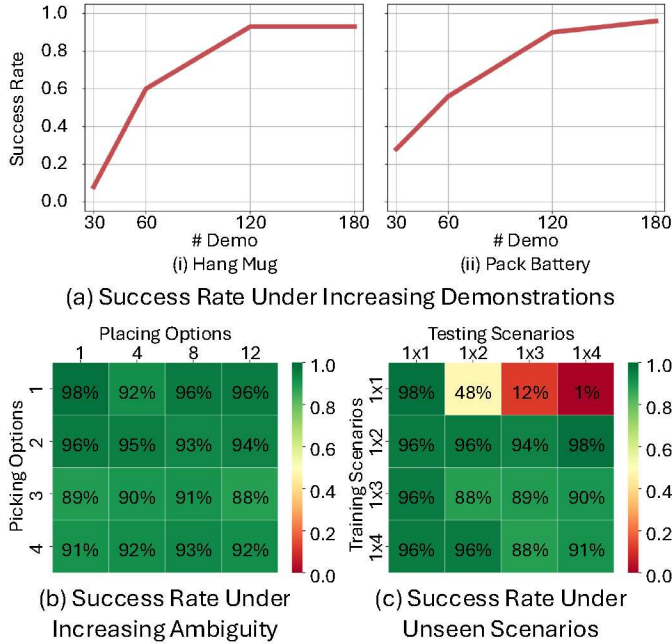 1.0
0.8
0.6
0.4
0.2
0.0
Success Rate
30 60 120 180
# Demo
(i) Hang Mug
30 60 120 180
# Demo
(ii) Pack Battery
(a) Success Rate Under Increasing Demonstrations
Placing Options
1 4 8 12
Picking Options
1 98% 92% 96% 96%
2 96% 95% 93% 94%
3 89% 90% 91% 88%
4 91% 92% 93% 92%
1.0
0.8
0.6
0.4
0.2
0.0
(b) Success Rate Under
Increasing Ambiguity
Testing Scenarios
1x1 1x2 1x3 1x4
Training Scenarios
1x1 98% 48% 12% 1%
1x2 96% 96% 94% 98%
1x3 96% 88% 89% 90%
1x4 96% 96% 88% 91%
1.0
0.8
0.6
0.4
0.2
0.0
(c) Success Rate Under
Unseen Scenarios